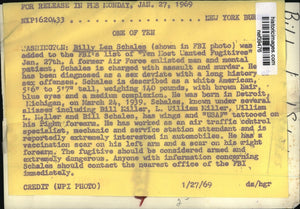 FOR RELEASE IN PMS MONDAY, JAN. 27, 1969
NXP1620433 NEW YORK BUR
ONE OF TEN
WASHINGTON: Billy Len Schales (shown in FBI photo) was
added to the FBI's list of "Ten Most Wanted Fugitives"
Jan. 27th. A former Air Force enlisted man and mental
patient, Schales is charged with assault and murder. He
has been diagnosed as a sex deviate with a long history of
sex offenses. Schales is described as a white American,
5'6" to 5'7" tall, weighing 140 pounds, with brown hair,
blue eyes and a medium complexion. He was born in Detroit
Michigan, on March 24, 1939. Schales, known under several
aliases including Bill Miller, L. William Miller, William
L. Miller and Bill Schales, has wings and "USAF" tattooed on
his right forearm. He has worked as an air traffic control
specialist, mechanic and service station attendant and is
reportedly extremely interested in automobiles. He has a
vaccination scar on his left arm and a scar on his right
forearm. The fugitive should be considered armed and
extremely dangerous. Anyone with information concerning
Schales should contact the nearest office of the FBI
immediately.
CREDIT (UPI PHOTO) 1/27/69 ds/hgr